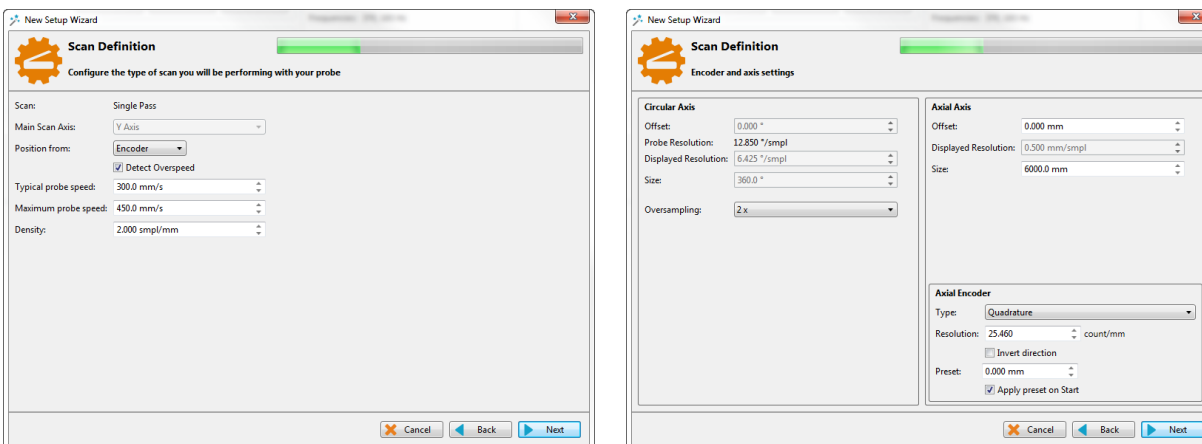 New Setup Wizard
Scan Definition
Configure the type of scan you will be performing with your probe
Scan: Single Pass
Main Scan Axis: Y Axis
Position from: Encoder
Detect Overspeed
Typical probe speed: 300.0 mm/s
Maximum probe speed: 450.0 mm/s
Density: 2.000 smpl/mm
Cancel Back Next
New Setup Wizard
Scan Definition
Encoder and axis settings
Circular Axis
Offset: 0.000 °
Probe Resolution: 12.850 °/smpl
Displayed Resolution: 6.425 °/smpl
Size: 360.0 °
Oversampling: 2 x
Axial Axis
Offset: 0.000 mm
Displayed Resolution: 0.500 mm/smpl
Size: 6000.0 mm
Axial Encoder
Type: Quadrature
Resolution: 25.460 count/mm
Invert direction
Preset: 0.000 mm
Apply preset on Start
Cancel Back Next